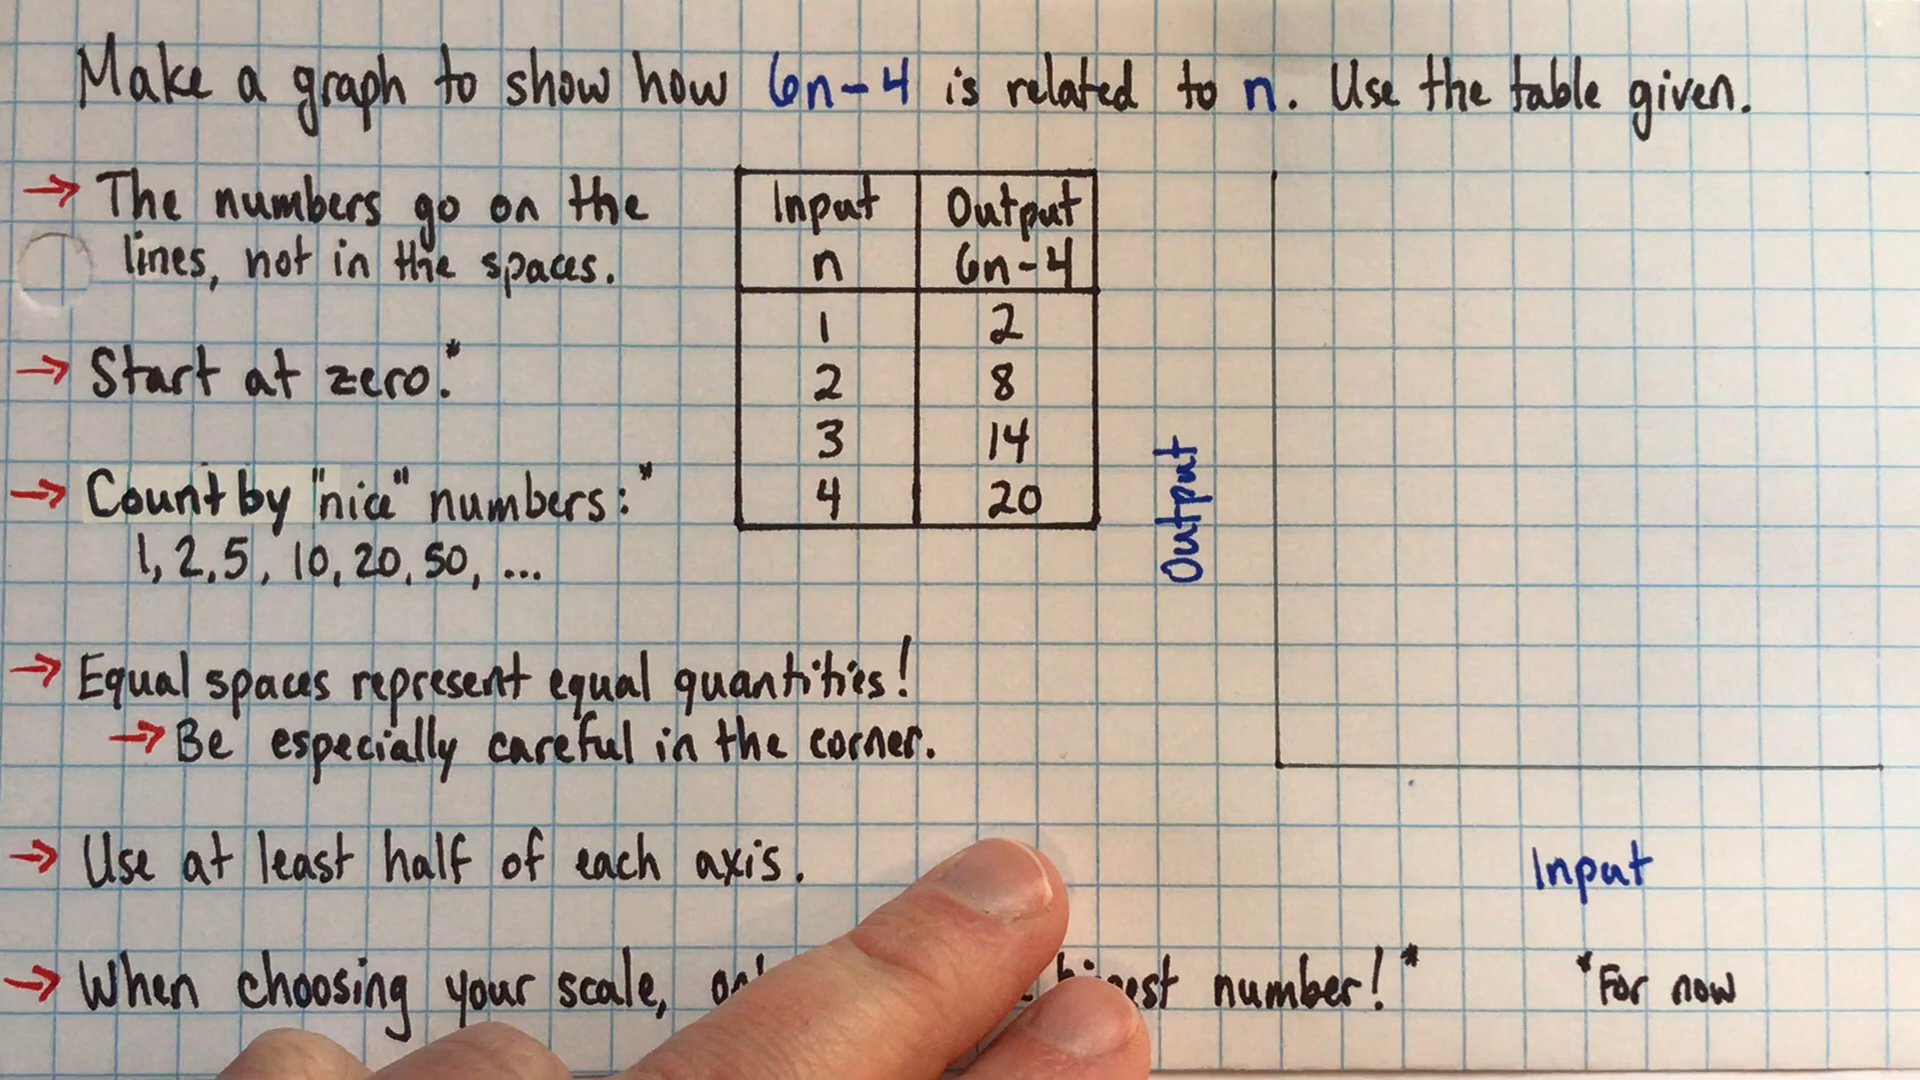 Make a graph to show how 6n-4 is related to n. Use the table given.
→ The numbers go on the
lines, not in the spaces.
→ Start at zero.*
→ Count by "nice" numbers:*
1, 2, 5, 10, 20, 50, ...
→ Equal spaces represent equal quantities!
→ Be especially careful in the corner.
→ Use at least half of each axis.
→ When choosing your scale, number!*
Input Output
n 6n-4
1 2
2 8
3 14
4 20
Output
Input
*For now